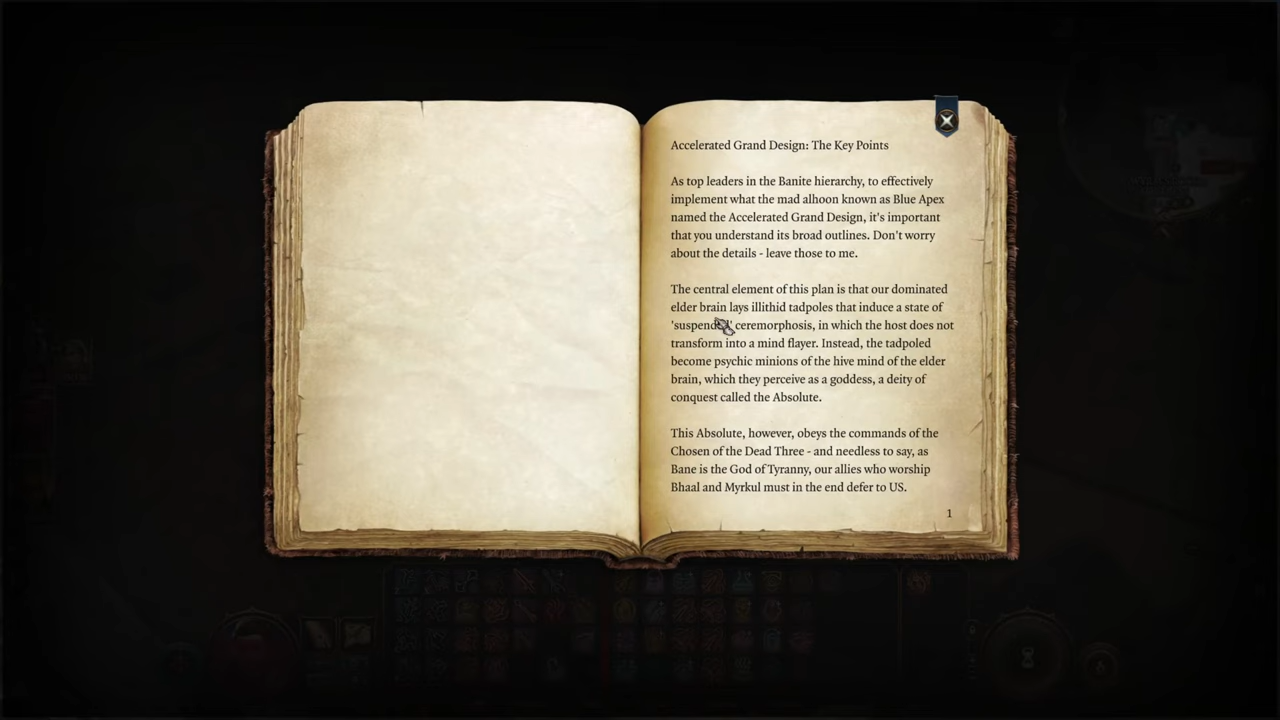 Accelerated Grand Design: The Key Points
As top leaders in the Banite hierarchy, to effectively
implement what the mad alhoon known as Blue Apex
named the Accelerated Grand Design, it's important
that you understand its broad outlines. Don't worry
about the details - leave those to me.
The central element of this plan is that our dominated
elder brain lays illithid tadpoles that induce a state of
'suspended' ceremorphosis, in which the host does not
transform into a mind flayer. Instead, the tadpoled
become psychic minions of the hive mind of the elder
brain, which they perceive as a goddess, a deity of
conquest called the Absolute.
This Absolute, however, obeys the commands of the
Chosen of the Dead Three - and needless to say, as
Bane is the God of Tyranny, our allies who worship
Bhaal and Myrkul must in the end defer to US.
1